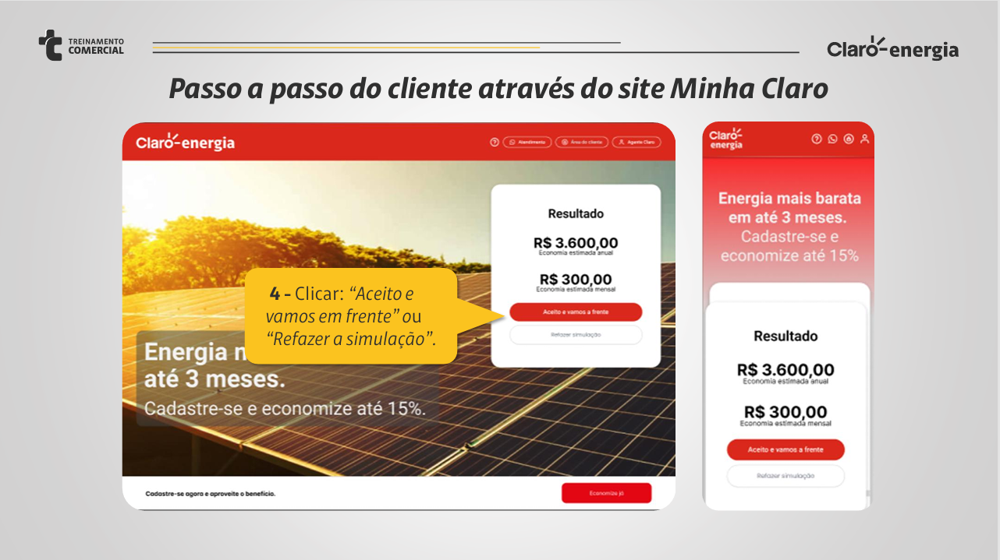 TREINAMENTO
COMERCIAL
Claro-energia
Passo a passo do cliente através do site Minha Claro
Claro-energia
? Atendimento Área do cliente Agente Claro
Resultado
R$ 3.600,00
Economia estimada anual
R$ 300,00
Economia estimada mensal
Aceito e vamos a frente
Refazer simulação
4 - Clicar: “Aceito e
vamos em frente” ou
“Refazer a simulação”.
Energia
até 3 meses.
Cadastre-se e economize até 15%.
Cadastre-se agora e aproveite o benefício.
Economize já
Claro-
energia
?
Energia mais barata
em até 3 meses.
Cadastre-se e
economize até 15%
Resultado
R$ 3.600,00
Economia estimada anual
R$ 300,00
Economia estimada mensal
Aceito e vamos a frente
Refazer simulação